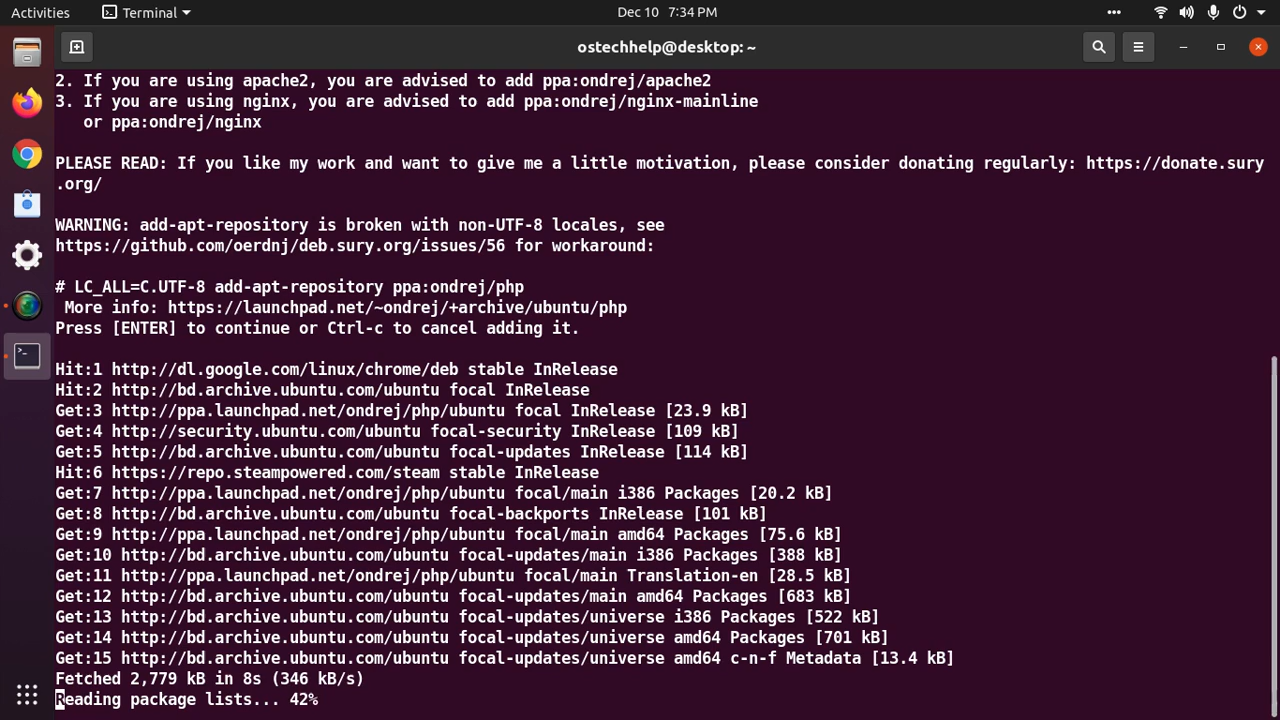 Activities
Terminal
Dec 10 7:34 PM
ostechhelp@desktop: ~
2. If you are using apache2, you are advised to add ppa:ondrej/apache2
3. If you are using nginx, you are advised to add ppa:ondrej/nginx-mainline
   or ppa:ondrej/nginx
PLEASE READ: If you like my work and want to give me a little motivation, please consider donating regularly: https://donate.sury
.org/
WARNING: add-apt-repository is broken with non-UTF-8 locales, see
https://github.com/oerdnj/deb.sury.org/issues/56 for workaround:
# LC_ALL=C.UTF-8 add-apt-repository ppa:ondrej/php
 More info: https://launchpad.net/~ondrej/+archive/ubuntu/php
Press [ENTER] to continue or Ctrl-c to cancel adding it.
Hit:1 http://dl.google.com/linux/chrome/deb stable InRelease
Hit:2 http://bd.archive.ubuntu.com/ubuntu focal InRelease
Get:3 http://ppa.launchpad.net/ondrej/php/ubuntu focal InRelease [23.9 kB]
Get:4 http://security.ubuntu.com/ubuntu focal-security InRelease [109 kB]
Get:5 http://bd.archive.ubuntu.com/ubuntu focal-updates InRelease [114 kB]
Hit:6 https://repo.steampowered.com/steam stable InRelease
Get:7 http://ppa.launchpad.net/ondrej/php/ubuntu focal/main i386 Packages [20.2 kB]
Get:8 http://bd.archive.ubuntu.com/ubuntu focal-backports InRelease [101 kB]
Get:9 http://ppa.launchpad.net/ondrej/php/ubuntu focal/main amd64 Packages [75.6 kB]
Get:10 http://bd.archive.ubuntu.com/ubuntu focal-updates/main i386 Packages [388 kB]
Get:11 http://ppa.launchpad.net/ondrej/php/ubuntu focal/main Translation-en [28.5 kB]
Get:12 http://bd.archive.ubuntu.com/ubuntu focal-updates/main amd64 Packages [683 kB]
Get:13 http://bd.archive.ubuntu.com/ubuntu focal-updates/universe i386 Packages [522 kB]
Get:14 http://bd.archive.ubuntu.com/ubuntu focal-updates/universe amd64 Packages [701 kB]
Get:15 http://bd.archive.ubuntu.com/ubuntu focal-updates/universe amd64 c-n-f Metadata [13.4 kB]
Fetched 2,779 kB in 8s (346 kB/s)
Reading package lists... 42%